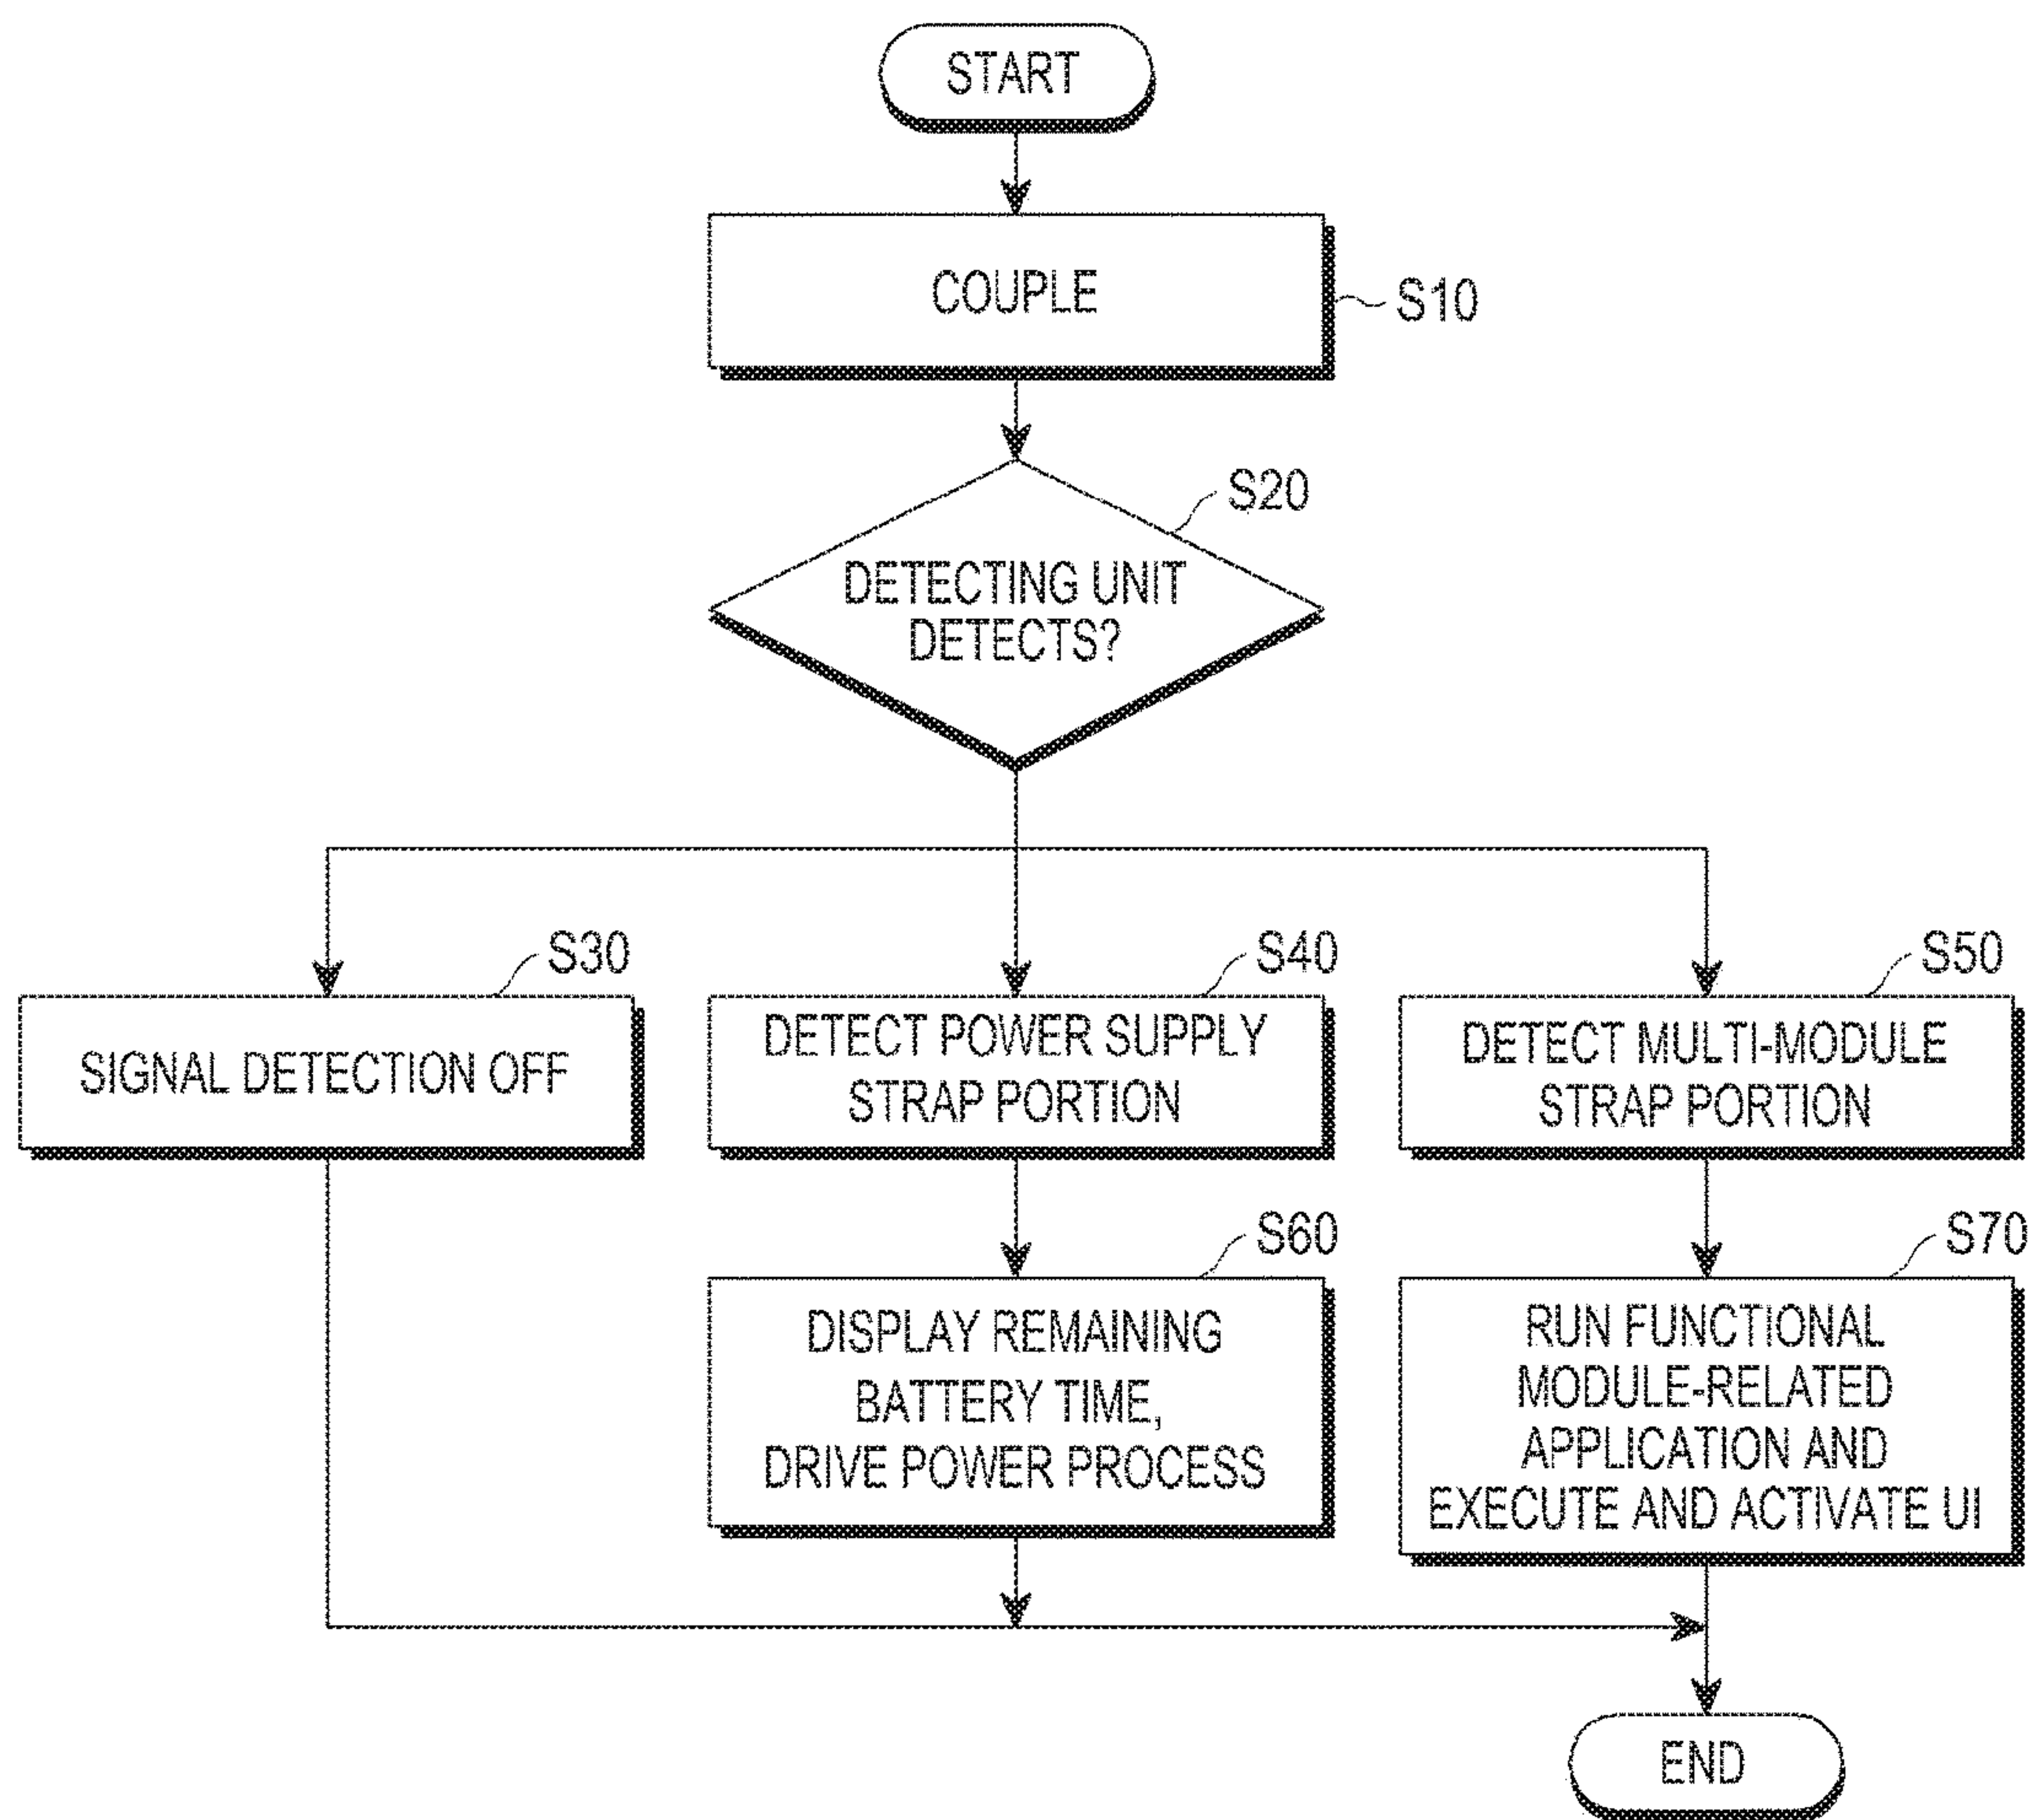 START
COUPLE
S10
S20
DETECTING UNIT
DETECTS?
S30
SIGNAL DETECTION OFF
S40
DETECT POWER SUPPLY
STRAP PORTION
S50
DETECT MULTI-MODULE
STRAP PORTION
S60
DISPLAY REMAINING
BATTERY TIME,
DRIVE POWER PROCESS
S70
RUN FUNCTIONAL
MODULE-RELATED
APPLICATION AND
EXECUTE AND ACTIVATE UI
END